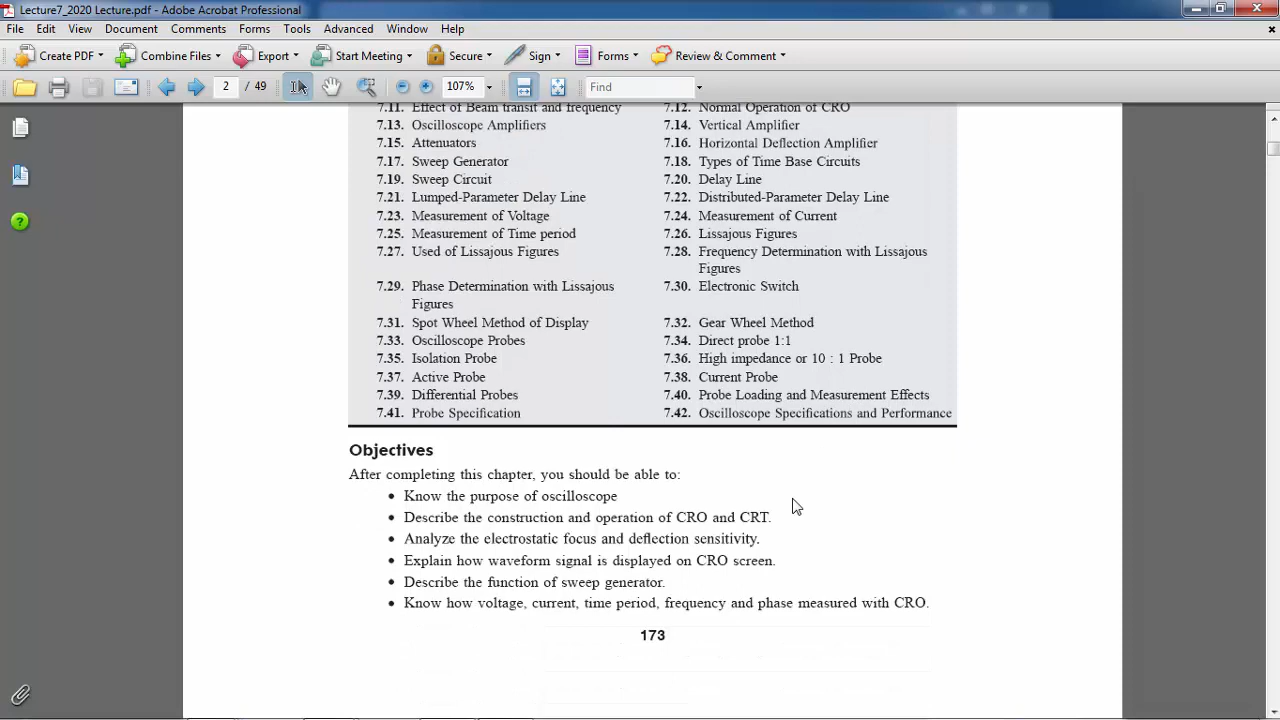 Lecture7_2020 Lecture.pdf - Adobe Acrobat Professional
File Edit View Document Comments Forms Tools Advanced Window Help
Create PDF Combine Files Export Start Meeting Secure Sign Forms Review & Comment
2 / 49 107% Find
7.11. Effect of Beam transit and frequency 7.12. Normal Operation of CRO
7.13. Oscilloscope Amplifiers 7.14. Vertical Amplifier
7.15. Attenuators 7.16. Horizontal Deflection Amplifier
7.17. Sweep Generator 7.18. Types of Time Base Circuits
7.19. Sweep Circuit 7.20. Delay Line
7.21. Lumped-Parameter Delay Line 7.22. Distributed-Parameter Delay Line
7.23. Measurement of Voltage 7.24. Measurement of Current
7.25. Measurement of Time period 7.26. Lissajous Figures
7.27. Used of Lissajous Figures 7.28. Frequency Determination with Lissajous
Figures
7.29. Phase Determination with Lissajous 7.30. Electronic Switch
Figures
7.31. Spot Wheel Method of Display 7.32. Gear Wheel Method
7.33. Oscilloscope Probes 7.34. Direct probe 1:1
7.35. Isolation Probe 7.36. High impedance or 10 : 1 Probe
7.37. Active Probe 7.38. Current Probe
7.39. Differential Probes 7.40. Probe Loading and Measurement Effects
7.41. Probe Specification 7.42. Oscilloscope Specifications and Performance
Objectives
After completing this chapter, you should be able to:
• Know the purpose of oscilloscope
• Describe the construction and operation of CRO and CRT.
• Analyze the electrostatic focus and deflection sensitivity.
• Explain how waveform signal is displayed on CRO screen.
• Describe the function of sweep generator.
• Know how voltage, current, time period, frequency and phase measured with CRO.
173